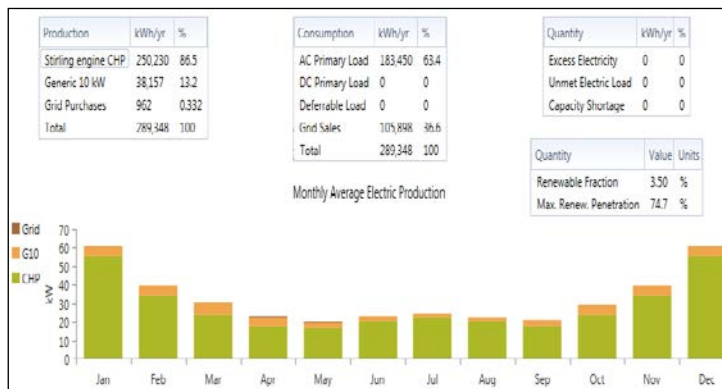 Production kWh/yr %
Stirling engine CHP 250,230 86.5
Generic 10 kW 38,157 13.2
Grid Purchases 962 0.332
Total 289,348 100
Consumption kWh/yr %
AC Primary Load 183,450 63.4
DC Primary Load 0 0
Deferrable Load 0 0
Grid Sales 105,898 36.6
Total 289,348 100
Quantity kWh/yr %
Excess Electricity 0 0
Unmet Electric Load 0 0
Capacity Shortage 0 0
Quantity Value Units
Renewable Fraction 3.50 %
Max. Renew. Penetration 74.7 %
Monthly Average Electric Production
Grid
G10
CHP
kW
70
60
50
40
30
20
10
0
Jan Feb Mar Apr May Jun Jul Aug Sep Oct Nov Dec